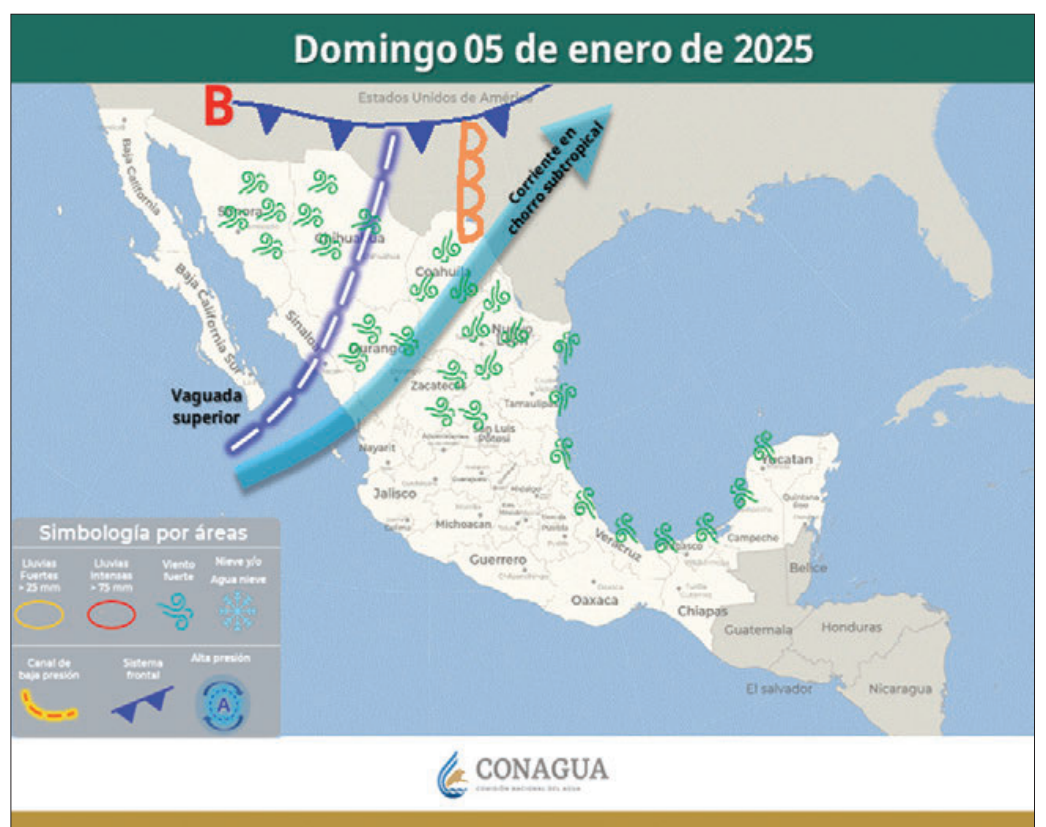 Domingo 05 de enero de 2025
B
Estados Unidos de América
Corriente en
chorro subtropical
Baja California
Sonora
Chihuahua
Coahuila
Baja California Sur
Sinaloa
Durango
Nuevo
León
Vaguada
superior
Zacatecas
Tamaulipas
San Luis
Potosí
Nayarit
Yucatan
Jalisco
Quintana
Roo
Michoacan
Veracruz
Campeche
Guerrero
Belice
Oaxaca
Chiapas
Guatemala
Honduras
El salvador
Nicaragua
Simbología por áreas
Lluvias
Fuertes
> 25 mm
Lluvias
Intensas
> 75 mm
Viento
fuerte
Nieve y/o
Agua nieve
Canal de
baja presión
Sistema
frontal
Alta presión
A
CONAGUA
COMISIÓN NACIONAL DEL AGUA